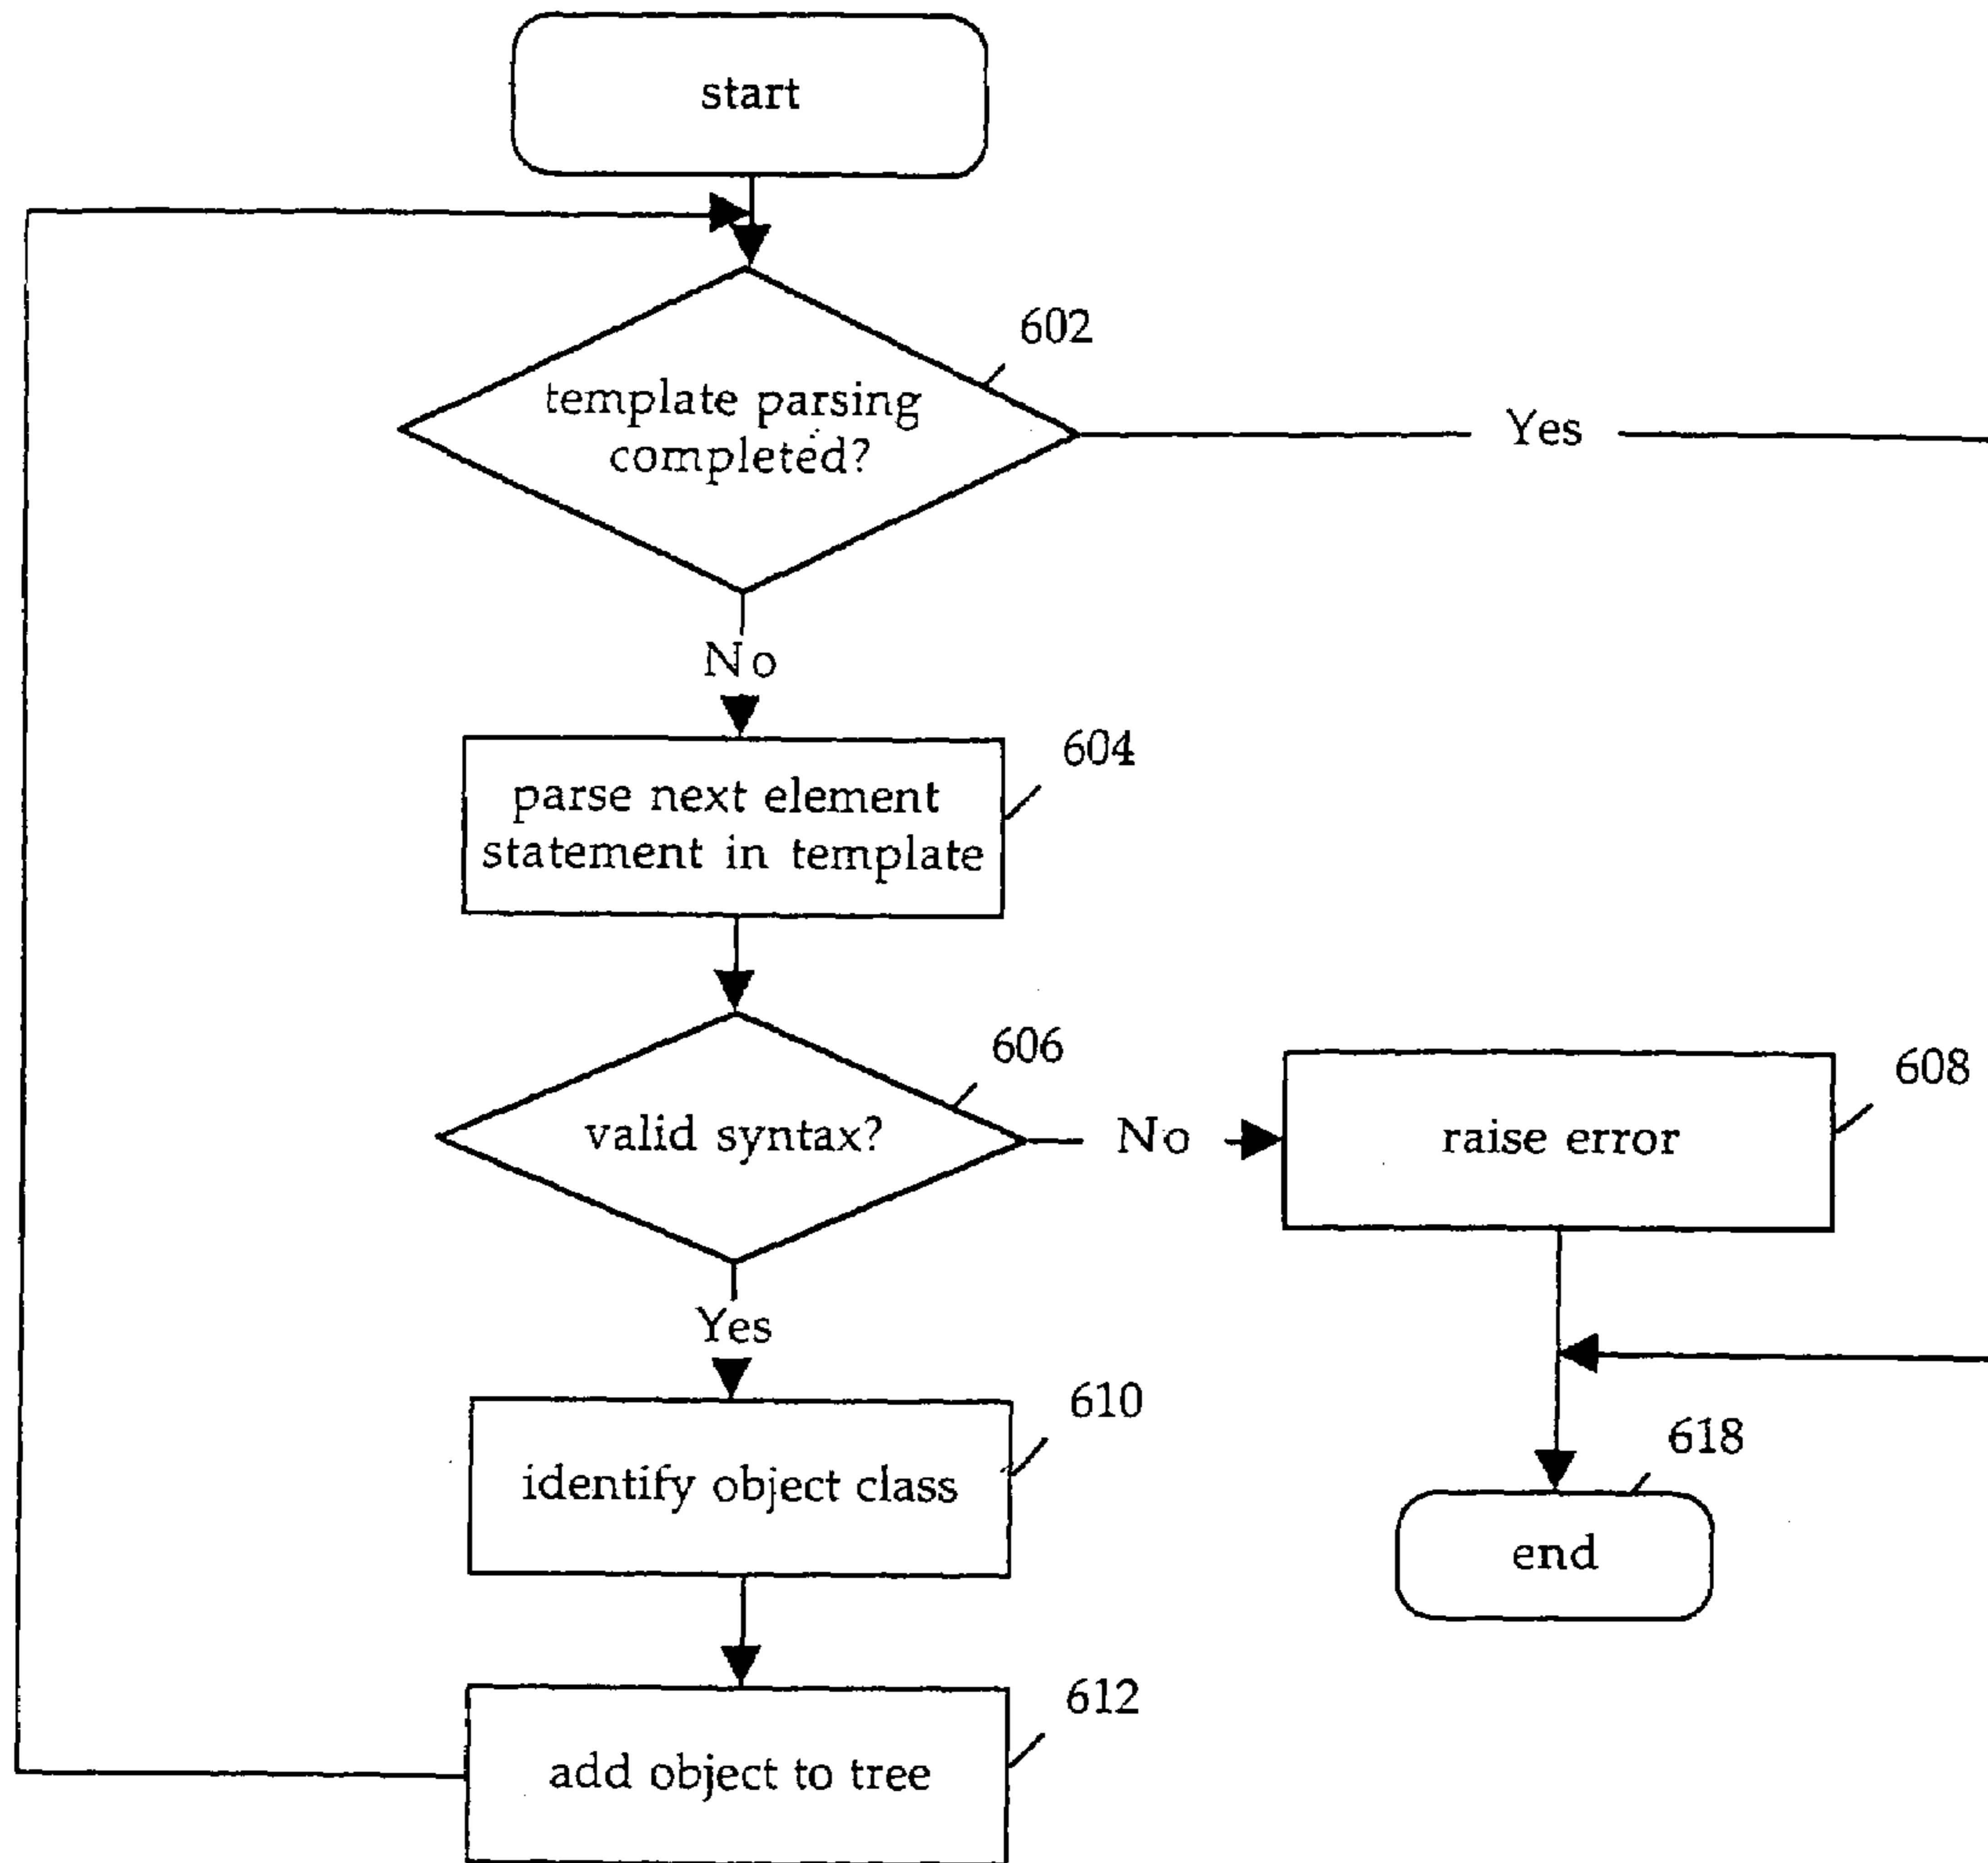 start
602
template parsing
completed?
Yes
No
604
parse next element
statement in template
606
valid syntax?
No
608
raise error
Yes
610
identify object class
618
end
612
add object to tree